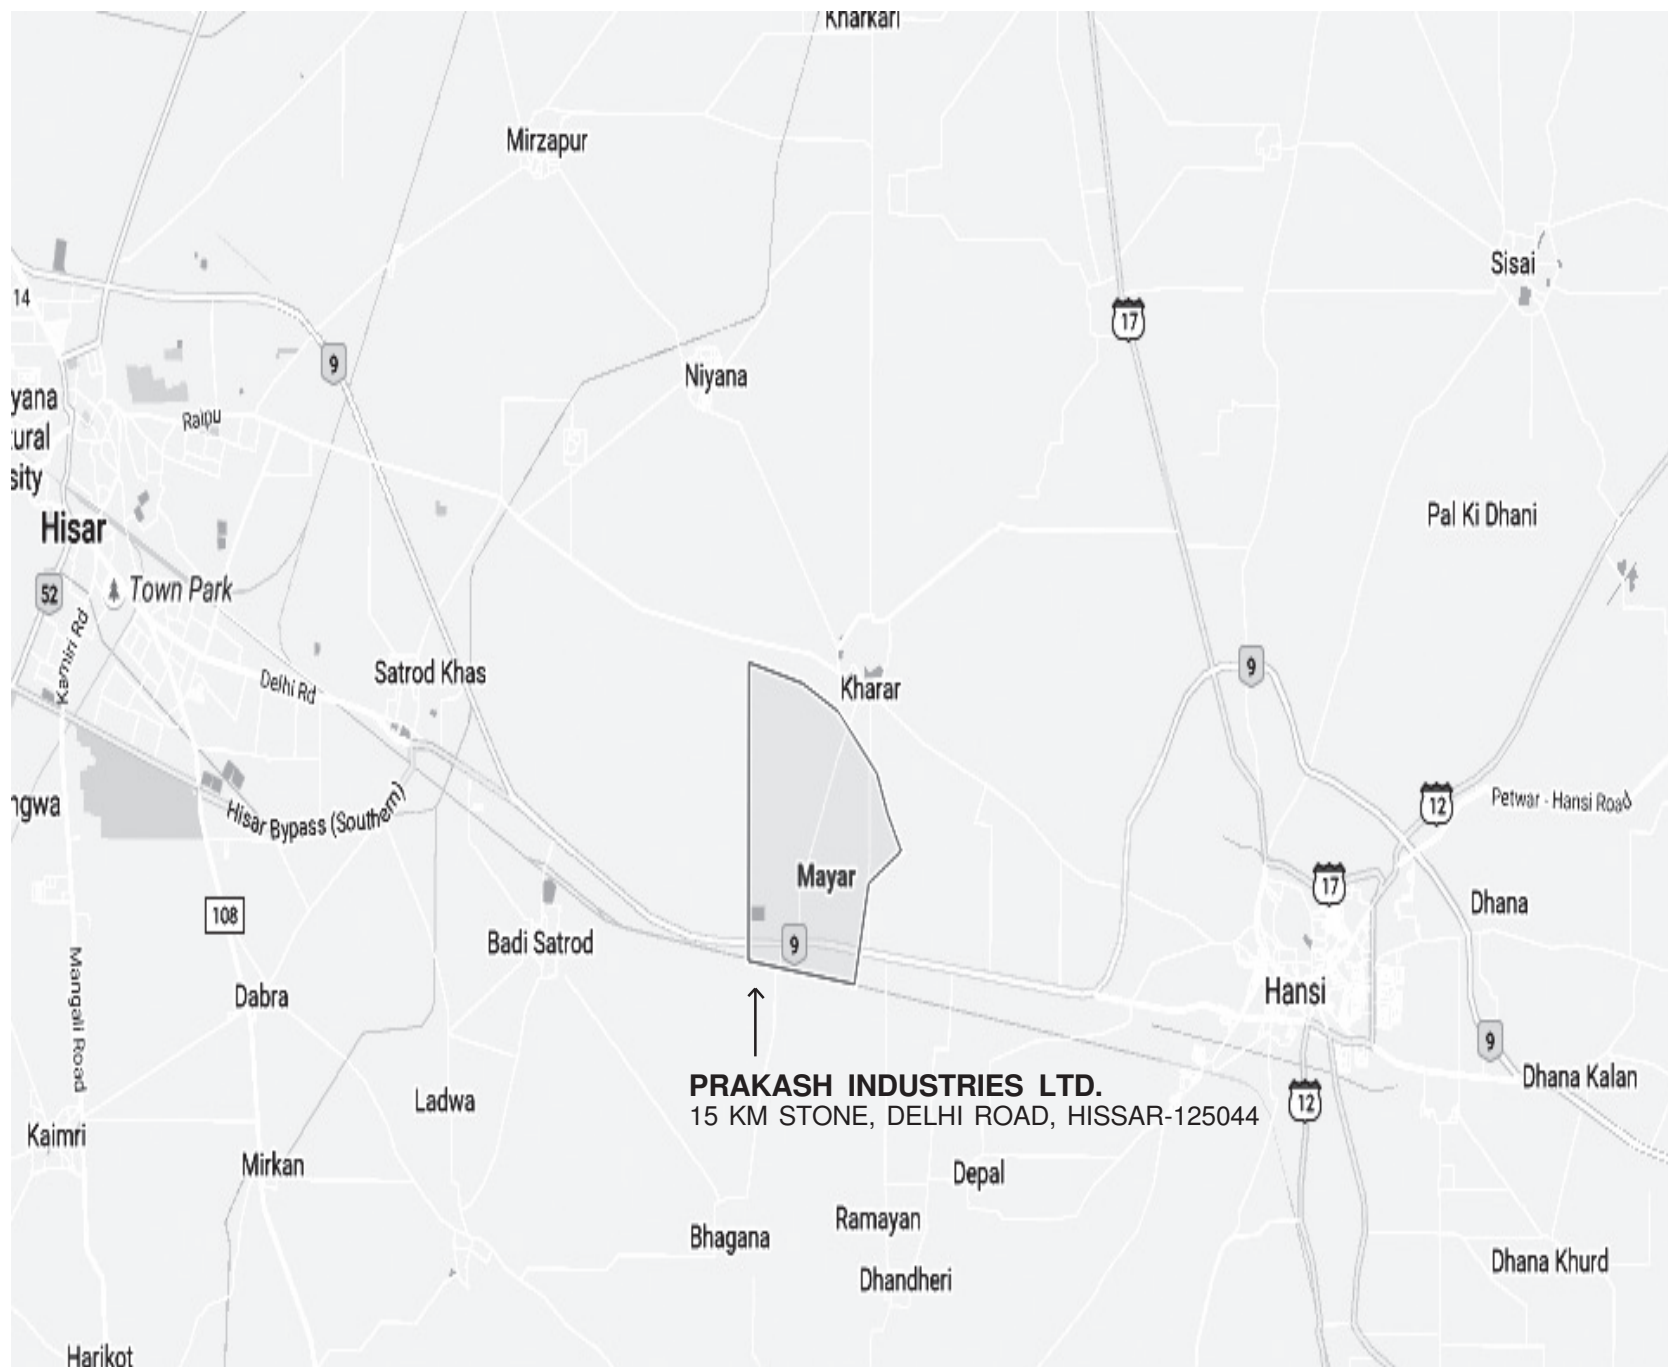 Kharkari
Mirzapur
Sisai
14
17
9
Niyana
yana
Raipu
tural
sity
Pal Ki Dhani
Hisar
52
Town Park
Kamiri Rd
Satrod Khas
Delhi Rd
Kharar
9
ngwa
Hisar Bypass (Southern)
12
Petwar - Hansi Road
Mayar
17
108
Dhana
Badi Satrod
9
Mangali Road
Dabra
Hansi
9
Dhana Kalan
PRAKASH INDUSTRIES LTD.
15 KM STONE, DELHI ROAD, HISSAR-125044
12
Ladwa
Kaimri
Mirkan
Depal
Ramayan
Bhagana
Dhandheri
Dhana Khurd
Harikot